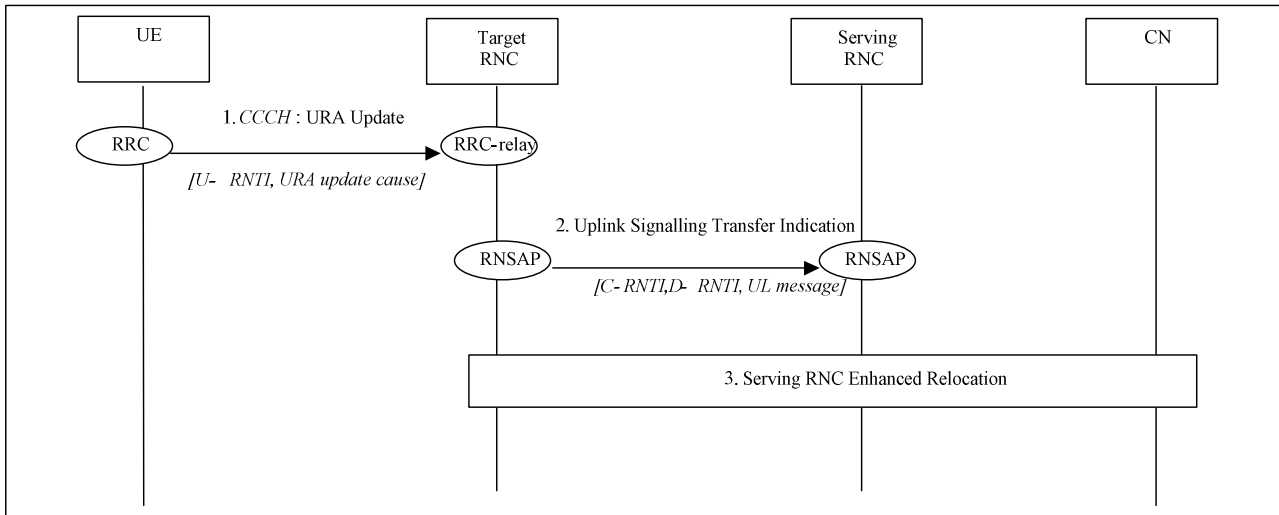 UE
Target
RNC
Serving
RNC
CN
1. CCCH : URA Update
RRC
RRC-relay
[U- RNTI, URA update cause]
2. Uplink Signalling Transfer Indication
RNSAP
RNSAP
[C- RNTI,D- RNTI, UL message]
3. Serving RNC Enhanced Relocation